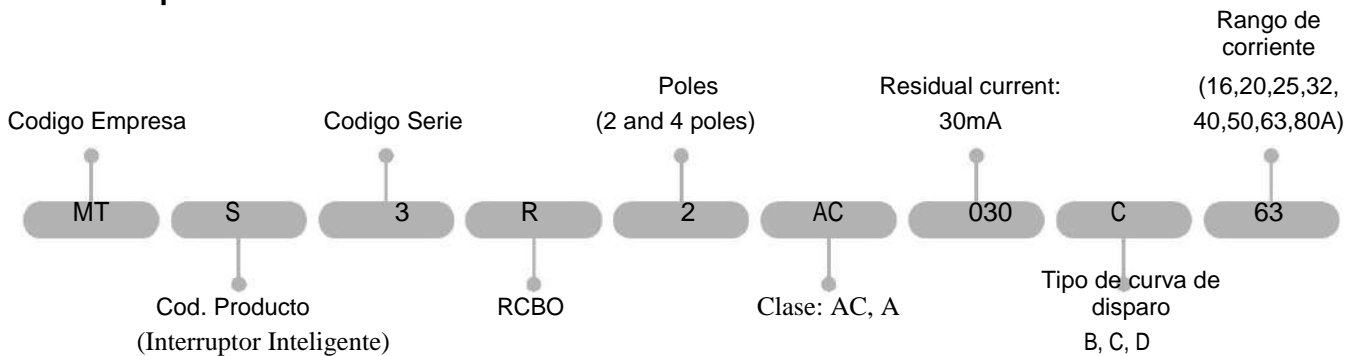 Rango de
corriente
Poles
Residual current:
(16,20,25,32,
Codigo Empresa
Codigo Serie
(2 and 4 poles)
30mA
40,50,63,80A)
MT
S
3
R
2
AC
030
C
63
Cod. Producto
(Interruptor Inteligente)
RCBO
Clase: AC, A
Tipo de curva de
disparo
B, C, D